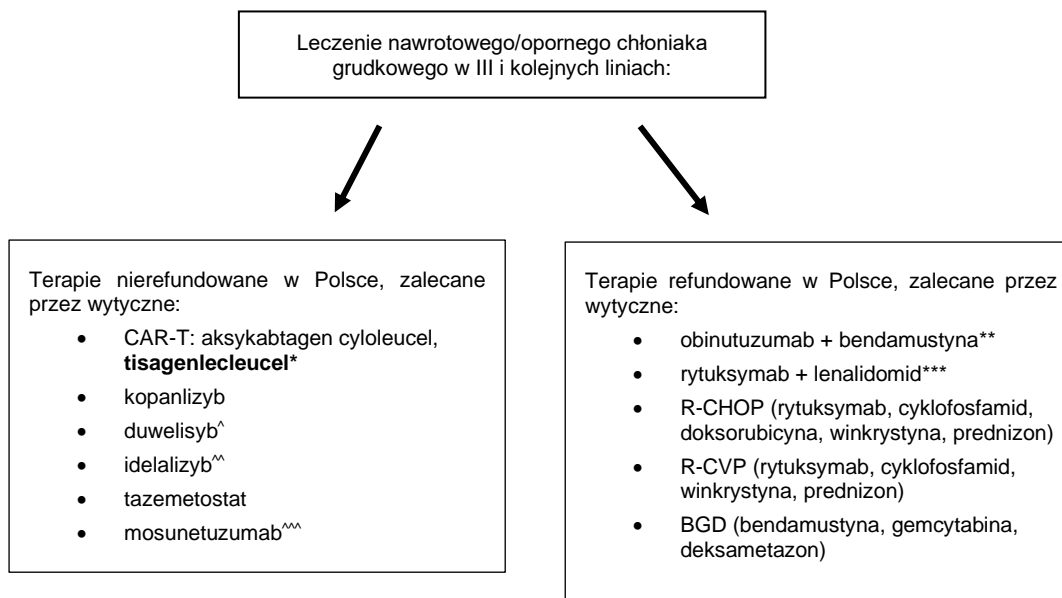 Leczenie nawrotowego/opornego chłoniaka
grudkowego w III i kolejnych liniach:
Terapie nierefundowane w Polsce, zalecane
przez wytyczne:
• CAR-T: aksykabtagen cyloleucel,
tisagenlecleucel*
• kopanlizyb
• duwelisyb^
• idelalizyb^^
• tazemetostat
• mosunetuzumab^^^
Terapie refundowane w Polsce, zalecane przez
wytyczne:
• obinutuzumab + bendamustyna**
• rytuksymab + lenalidomid***
• R-CHOP (rytuksymab, cyklofosfamid,
doksorubicyna, winkrystyna, prednizon)
• R-CVP (rytuksymab, cyklofosfamid,
winkrystyna, prednizon)
• BGD (bendamustyna, gemcytabina,
deksametazon)